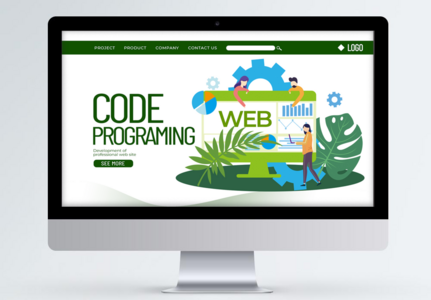 PROJECT PRODUCT COMPANY CONTACT US LOGO
CODE
PROGRAMING
Development of
professional web site
SEE MORE
WEB